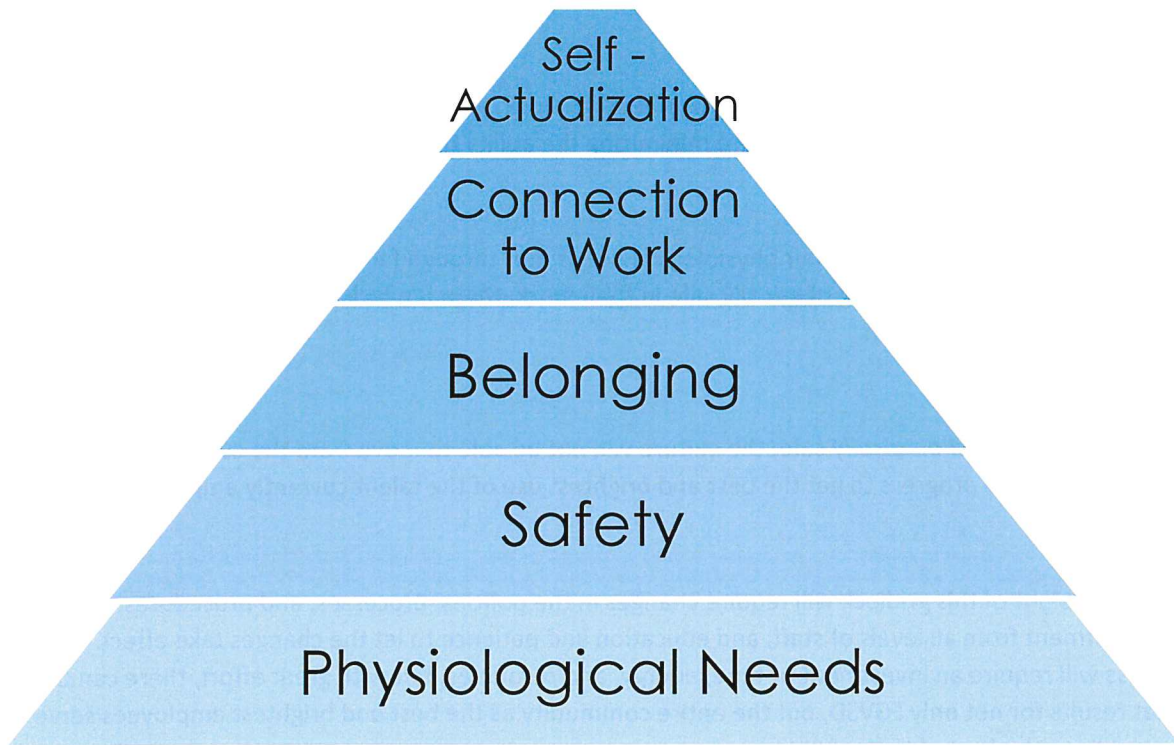 Self -
Actualization
Connection
to Work
Belonging
Safety
Physiological Needs